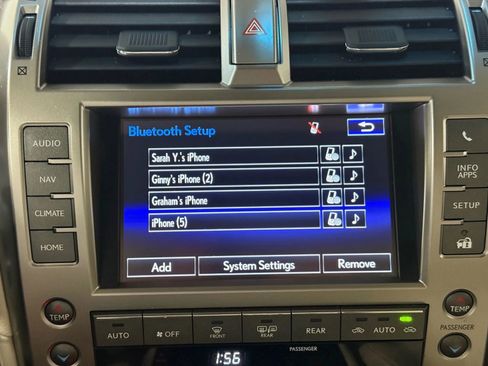 Bluetooth Setup
AUDIO
NAV
CLIMATE
HOME
Sarah Y.'s iPhone
Ginny's iPhone (2)
Graham's iPhone
iPhone (5)
Add
System Settings
Remove
INFO
APPS
SETUP
TEMP
AUTO
OFF
FRONT
REAR
REAR
AUTO
TEMP
PASSENGER
1:56
PASSENGER